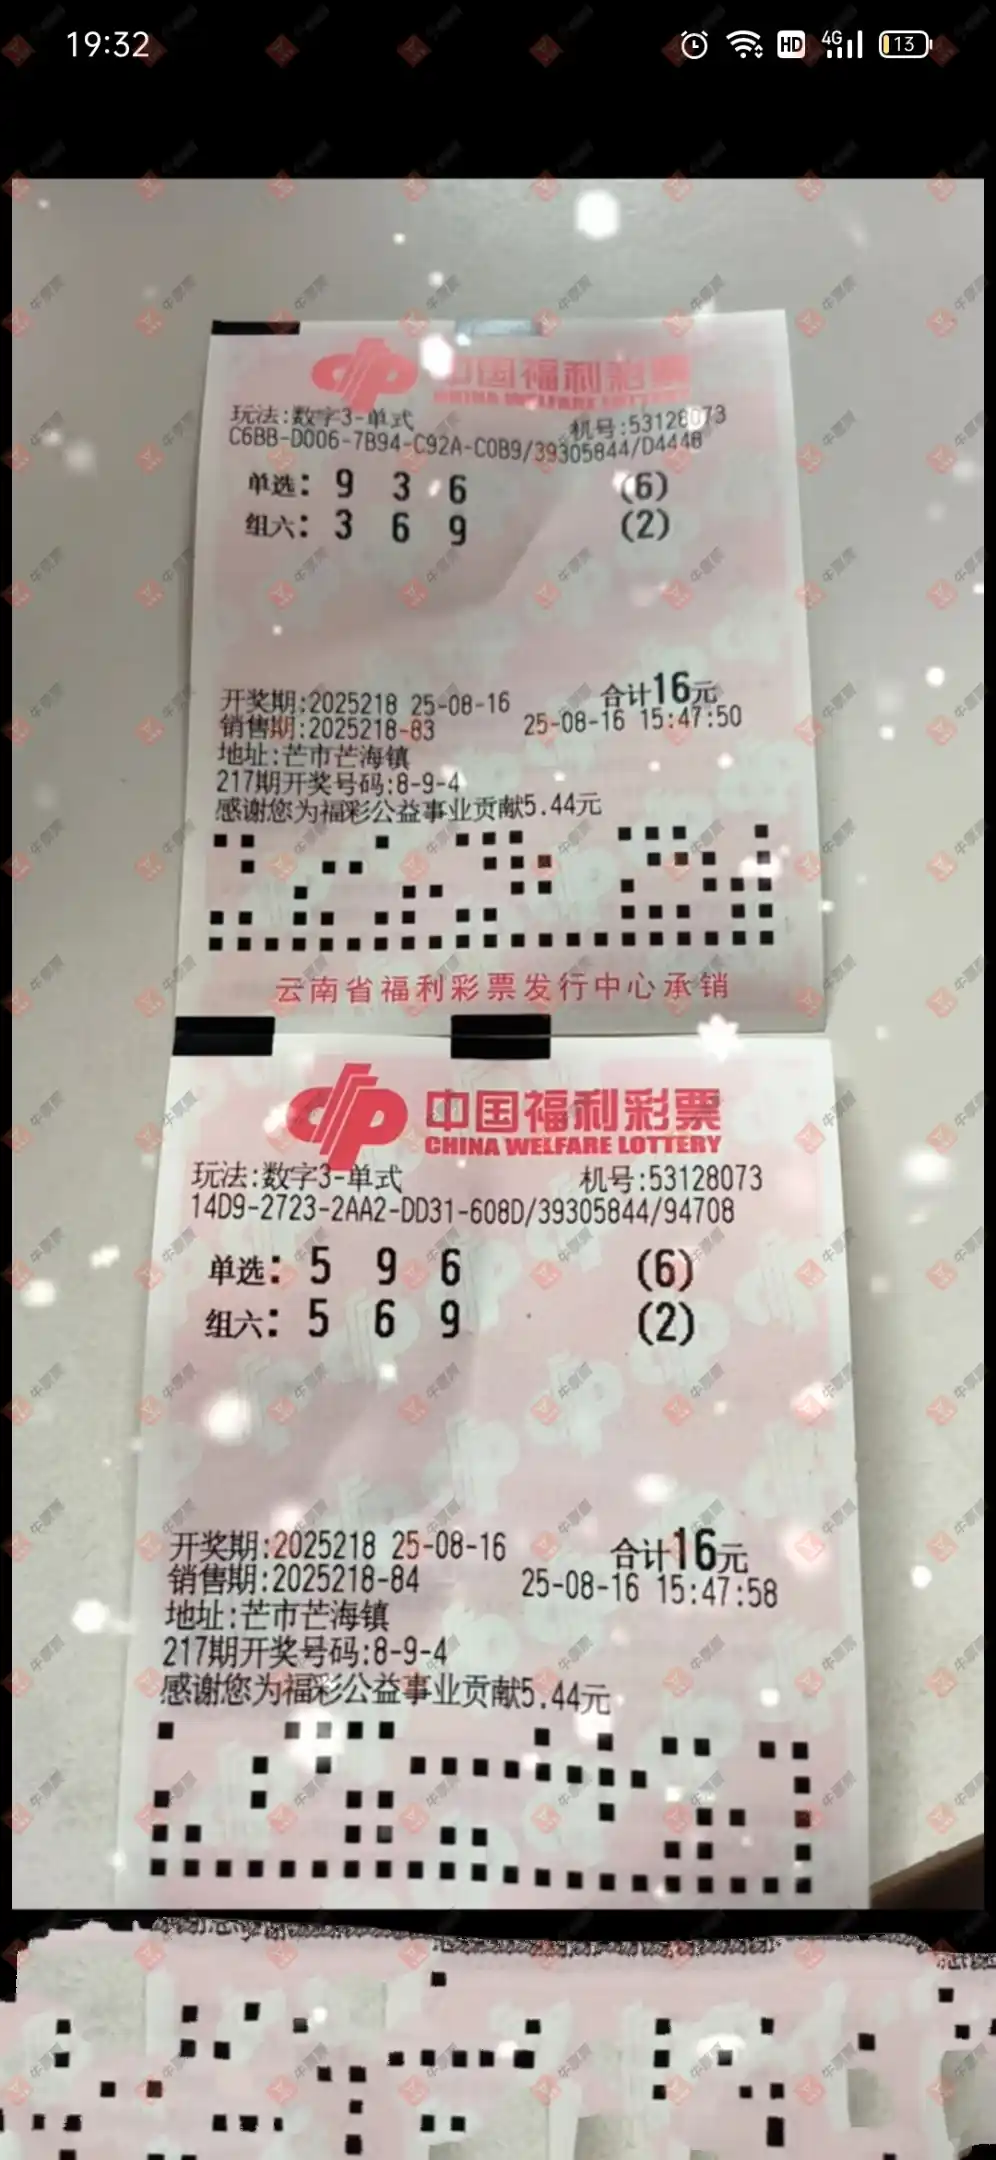 19:32
HD 4G 13
CHINA WELFARE LOTTERY
玩法:数字3-单式
机号:53128073
C6BB-D006-7B94-C92A-C0B9/39305844/D4448
单选: 9 3 6 (6)
组六: 3 6 9 (2)
开奖期:2025218 25-08-16 合计16元
销售期:2025218-83 25-08-16 15:47:50
地址:芒市芒海镇
217期开奖号码:8-9-4
感谢您为福彩公益事业贡献5.44元
云南省福利彩票发行中心承销
中国福利彩票
CHINA WELFARE LOTTERY
玩法:数字3-单式 机号:53128073
14D9-2723-2AA2-DD31-608D/39305844/94708
单选: 5 9 6 (6)
组六: 5 6 9 (2)
开奖期:2025218 25-08-16 合计16元
销售期:2025218-84 25-08-16 15:47:58
地址:芒市芒海镇
217期开奖号码:8-9-4
感谢您为福彩公益事业贡献5.44元